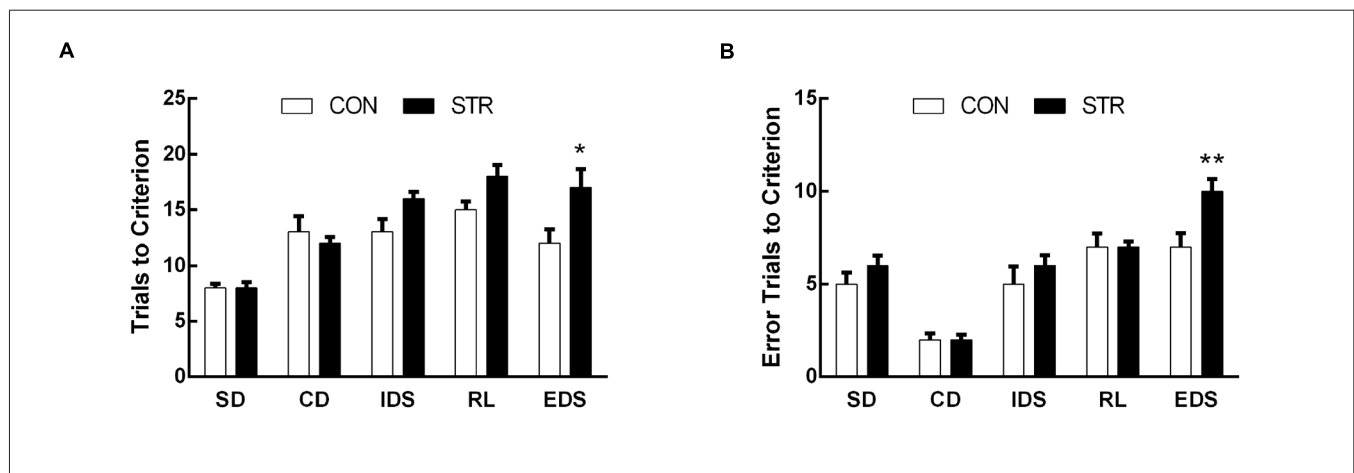 A
B
CON STR
CON STR
25
20
15
10
5
0
Trials to Criterion
*
SD CD IDS RL EDS
15
10
5
0
Error Trials to Criterion
**
SD CD IDS RL EDS